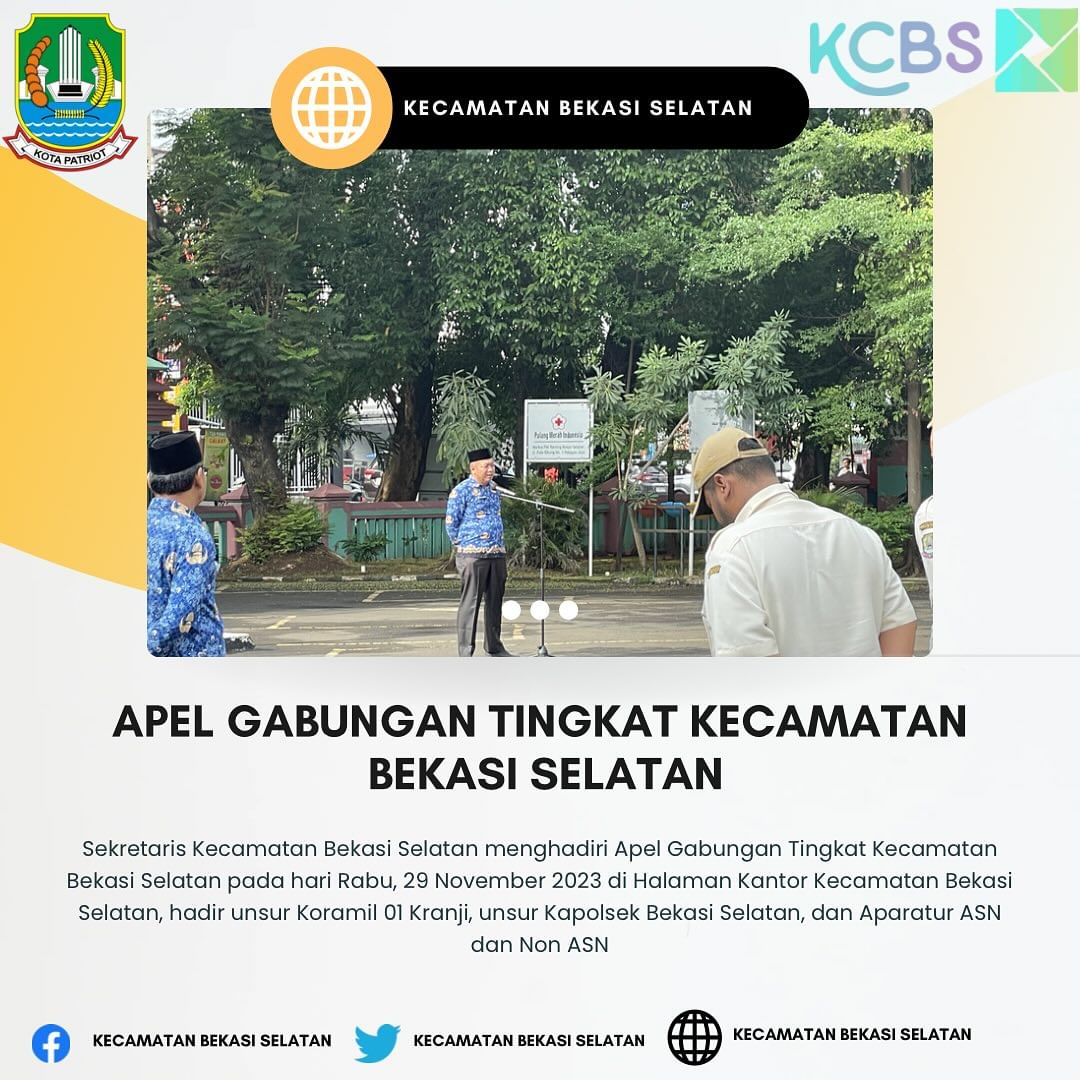 KOTA PATRIOT
KCBS
KECAMATAN BEKASI SELATAN
Palang Merah Indonesia
APEL GABUNGAN TINGKAT KECAMATAN
BEKASI SELATAN
Sekretaris Kecamatan Bekasi Selatan menghadiri Apel Gabungan Tingkat Kecamatan
Bekasi Selatan pada hari Rabu, 29 November 2023 di Halaman Kantor Kecamatan Bekasi
Selatan, hadir unsur Koramil 01 Kranji, unsur Kapolsek Bekasi Selatan, dan Aparatur ASN
dan Non ASN
KECAMATAN BEKASI SELATAN
KECAMATAN BEKASI SELATAN
KECAMATAN BEKASI SELATAN